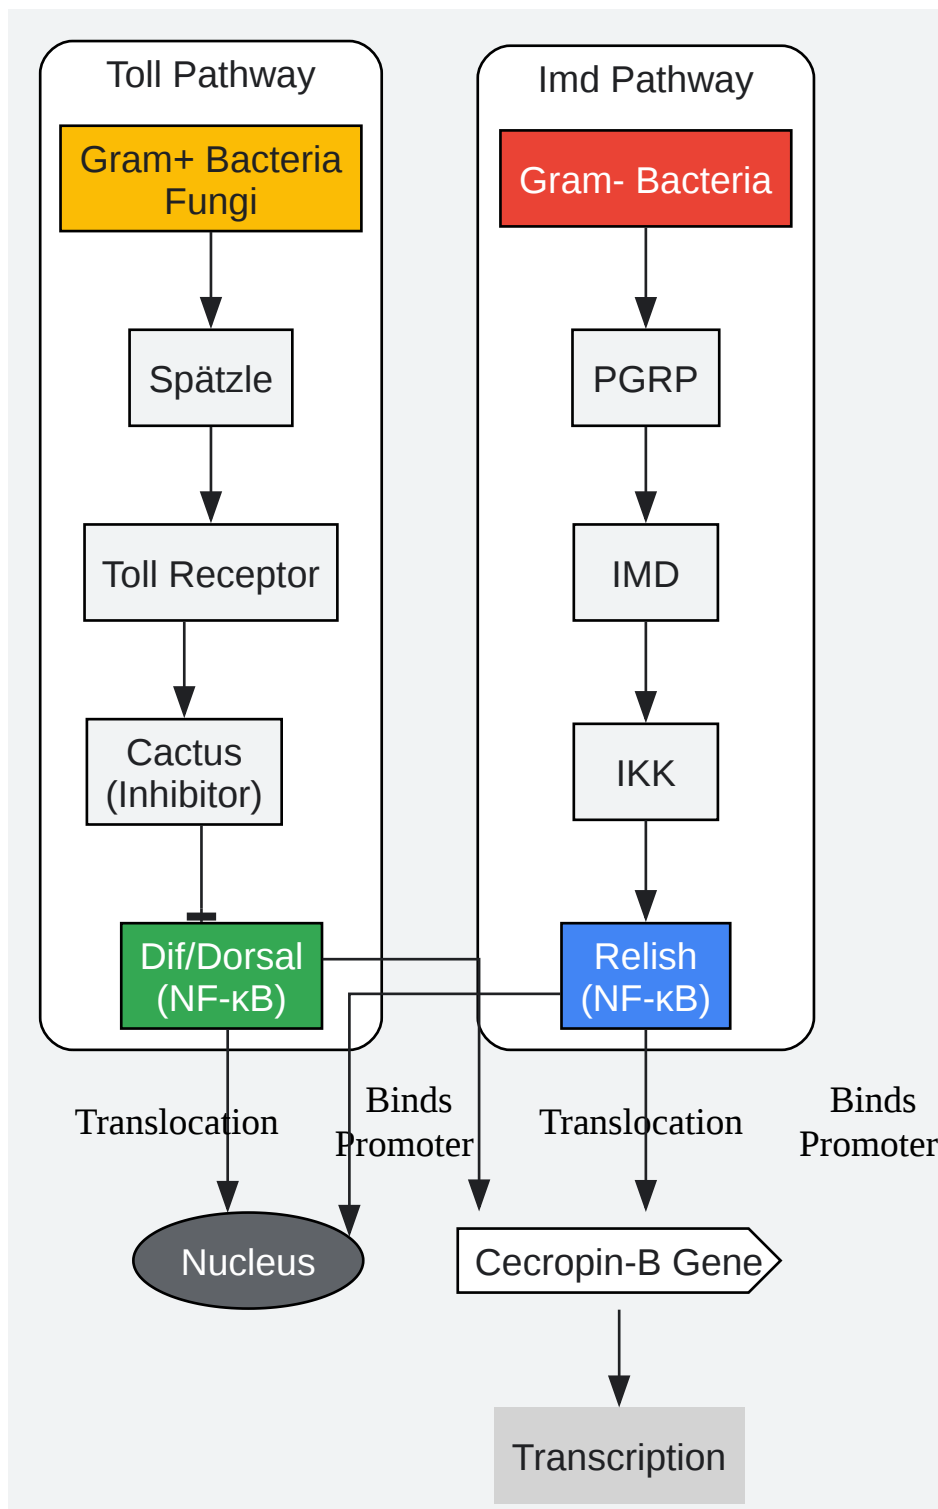 Toll Pathway
Gram+ Bacteria
Fungi
Spätzle
Toll Receptor
Cactus
(Inhibitor)
Dif/Dorsal
(NF-κB)
Imd Pathway
Gram- Bacteria
PGRP
IMD
IKK
Relish
(NF-κB)
Translocation
Binds
Promoter
Translocation
Binds
Promoter
Nucleus
Cecropin-B Gene
Transcription